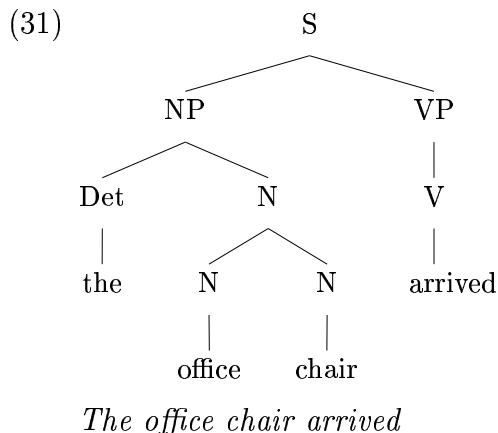 (31) S
NP VP
Det N V
the N N arrived
office chair
The office chair arrived